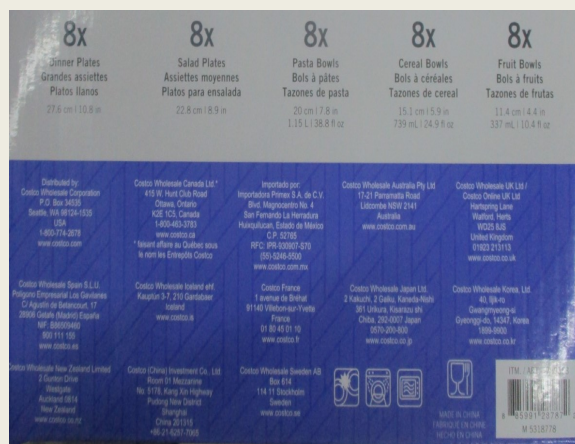 8x
Dinner Plates
Grandes assiettes
Platos llanos
27.6 cm | 10.8 in
8x
Salad Plates
Assiettes moyennes
Platos para ensalada
22.8 cm | 8.9 in
8x
Pasta Bowls
Bols à pâtes
Tazones de pasta
20 cm | 7.8 in
1.15 L | 38.8 fl oz
8x
Cereal Bowls
Bols à céréales
Tazones de cereal
15.1 cm | 5.9 in
739 mL | 24.9 fl oz
8x
Fruit Bowls
Bols à fruits
Tazones de frutas
11.4 cm | 4.4 in
337 mL | 10.4 fl oz
Distributed by:
Costco Wholesale Corporation
P.O. Box 34535
Seattle, WA 98124-1535
USA
1-800-774-2678
www.costco.com
Costco Wholesale Canada Ltd.*
415 W. Hunt Club Road
Ottawa, Ontario
K2E 1C5, Canada
1-800-463-3783
www.costco.ca
* faisant affaire au Québec sous
le nom les Entrepôts Costco
Importado por:
Importadora Primex S.A. de C.V.
Blvd. Magnocentro No. 4
San Fernando La Herradura
Huixquilucan, Estado de México
C.P. 52765
RFC: IPR-930907-S70
(55)-5246-5500
www.costco.com.mx
Costco Wholesale Australia Pty Ltd
17-21 Parramatta Road
Lidcombe NSW 2141
Australia
www.costco.com.au
Costco Wholesale UK Ltd /
Costco Online UK Ltd
Hartspring Lane
Watford, Herts
WD25 8JS
United Kingdom
01923 213113
www.costco.co.uk
Costco Wholesale Spain S.L.U.
Polígono Empresarial Los Gavilanes
C/ Agustín de Betancourt, 17
28906 Getafe (Madrid) España
NIF: B86509460
900 111 155
www.costco.es
Costco Wholesale Iceland ehf.
Kauptún 3-7, 210 Gardabaer
Iceland
www.costco.is
Costco France
1 avenue de Bréhat
91140 Villebon-sur-Yvette
France
01 80 45 01 10
www.costco.fr
Costco Wholesale Japan Ltd.
361 Urikura, Kisarazu shi
Chiba, 292-0007 Japan
0570-200-800
www.costco.co.jp
Costco Wholesale Korea, Ltd.
40, Iljik-ro
Gwangmyeong-si
Gyeonggi-do, 14347, Korea
1899-9900
www.costco.co.kr
Costco Wholesale New Zealand Limited
2 Gunton Drive
Westgate
Auckland 0814
New Zealand
www.costco.co.nz
Costco (China) Investment Co., Ltd.
Room 01 Mezzanine
No. 5178, Kang Xin Highway
Pudong New District
Shanghai
China 201315
+86-21-6257-7065
Costco Wholesale Sweden AB
Box 614
114 11 Stockholm
Sweden
www.costco.se
MADE IN CHINA
FABRIQUÉ EN CHINE
HECHO EN CHINA
ITM. / ART.
M 5318778